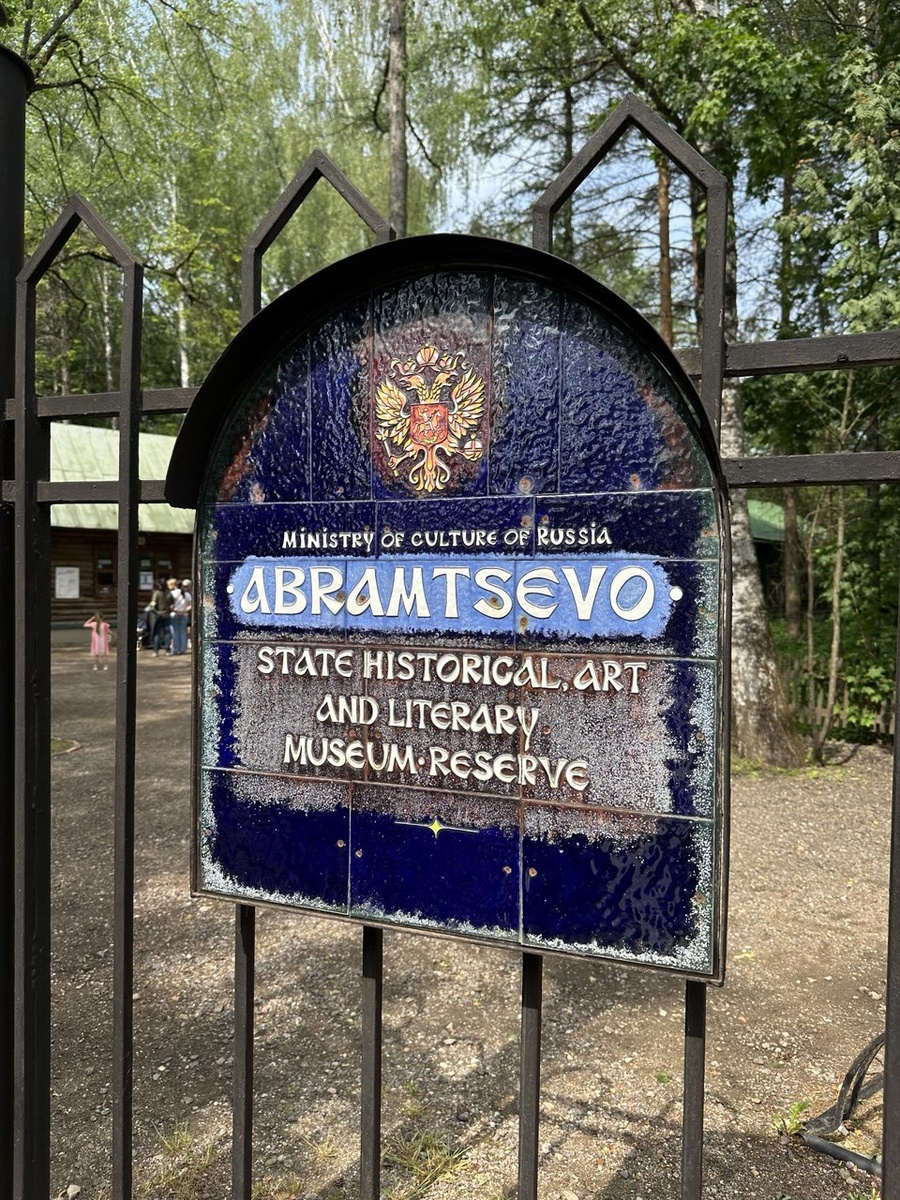 MINISTRY OF CULTURE OF RUSSIA
ABRAMTSEVO
STATE HISTORICAL, ART
AND LITERARY
MUSEUM·RESERVE